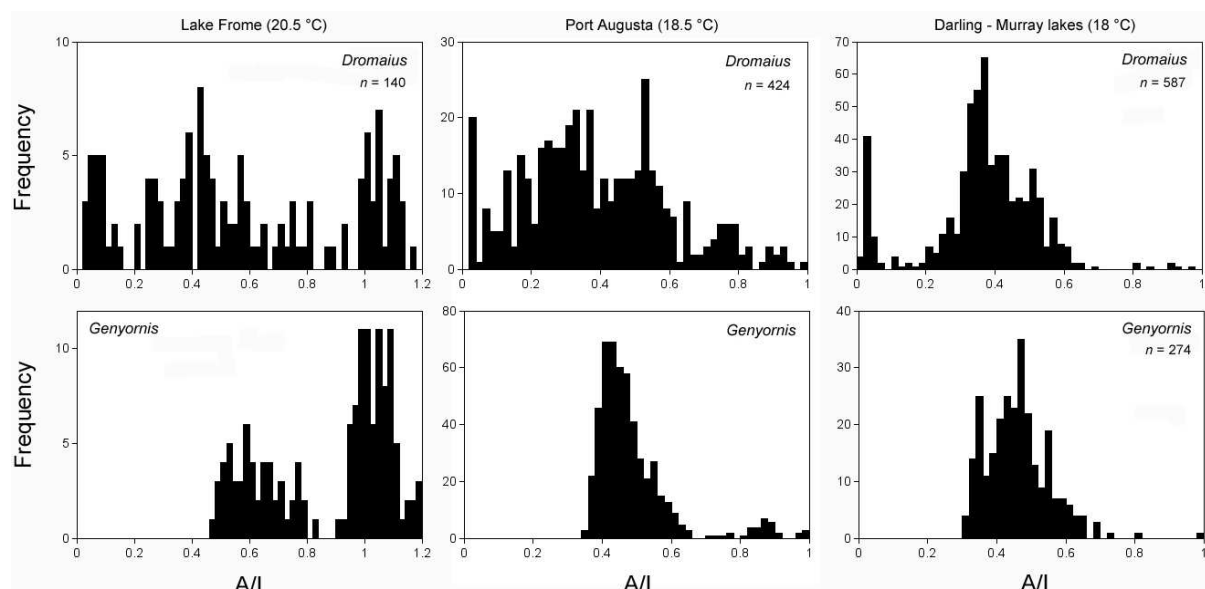 Lake Frome (20.5 °C)
Port Augusta (18.5 °C)
Darling - Murray lakes (18 °C)
Frequency
10
5
0
Dromaius
n = 140
0 0.2 0.4 0.6 0.8 1 1.2
30
20
10
0
Dromaius
n = 424
0 0.2 0.4 0.6 0.8 1
70
60
50
40
30
20
10
0
Dromaius
n = 587
0 0.2 0.4 0.6 0.8 1
Frequency
10
5
0
Genyornis
0 0.2 0.4 0.6 0.8 1 1.2
A/I
80
60
40
20
0
Genyornis
0 0.2 0.4 0.6 0.8 1
A/I
40
30
20
10
0
Genyornis
n = 274
0 0.2 0.4 0.6 0.8 1
A/I